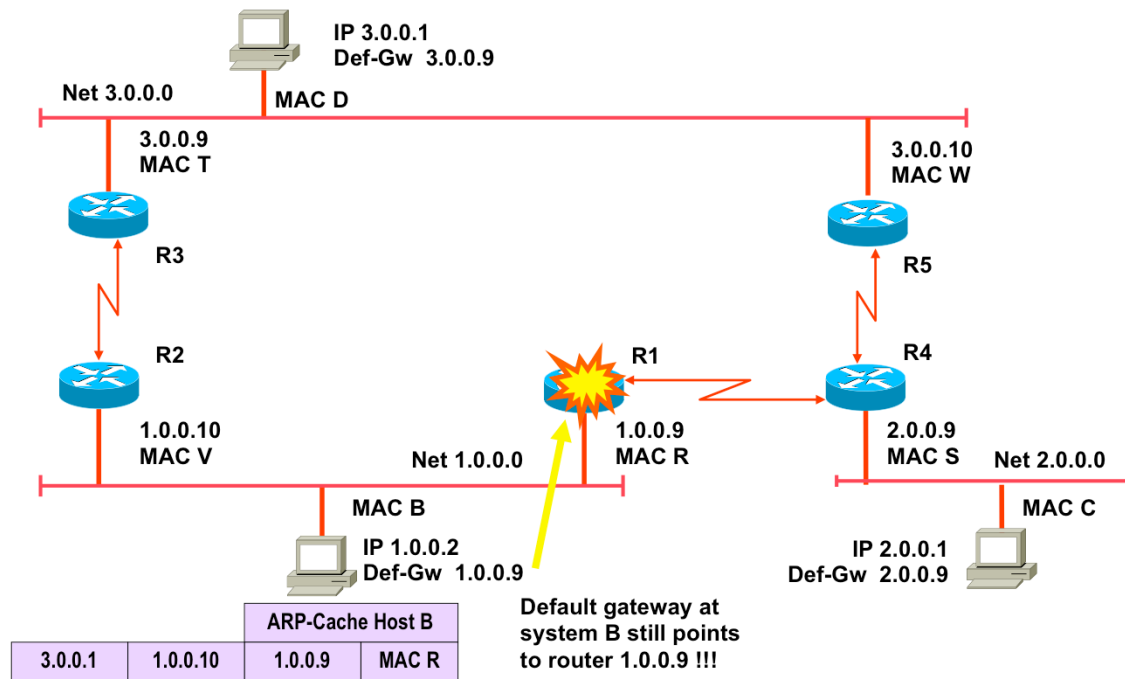 IP 3.0.0.1
Def-Gw 3.0.0.9
Net 3.0.0.0
MAC D
3.0.0.9
MAC T
3.0.0.10
MAC W
R3
R5
R2
R1
R4
1.0.0.10
MAC V
1.0.0.9
MAC R
2.0.0.9
MAC S
Net 1.0.0.0
Net 2.0.0.0
MAC B
MAC C
IP 1.0.0.2
Def-Gw 1.0.0.9
IP 2.0.0.1
Def-Gw 2.0.0.9
Default gateway at
system B still points
to router 1.0.0.9 !!!
ARP-Cache Host B
3.0.0.1 1.0.0.10 1.0.0.9 MAC R